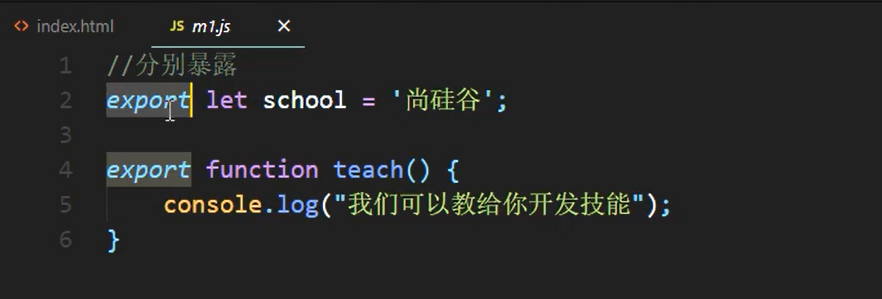 <> index.html JS m1.js ×
1 //分别暴露
2 export let school = '尚硅谷';
3
4 export function teach() {
5 console.log("我们可以教给你开发技能");
6 }